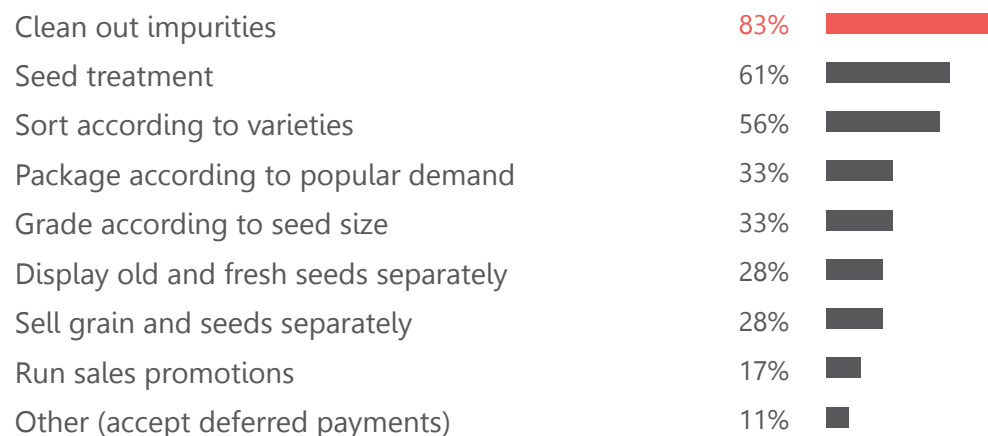 Clean out impurities 83%
Seed treatment 61%
Sort according to varieties 56%
Package according to popular demand 33%
Grade according to seed size 33%
Display old and fresh seeds separately 28%
Sell grain and seeds separately 28%
Run sales promotions 17%
Other (accept deferred payments) 11%